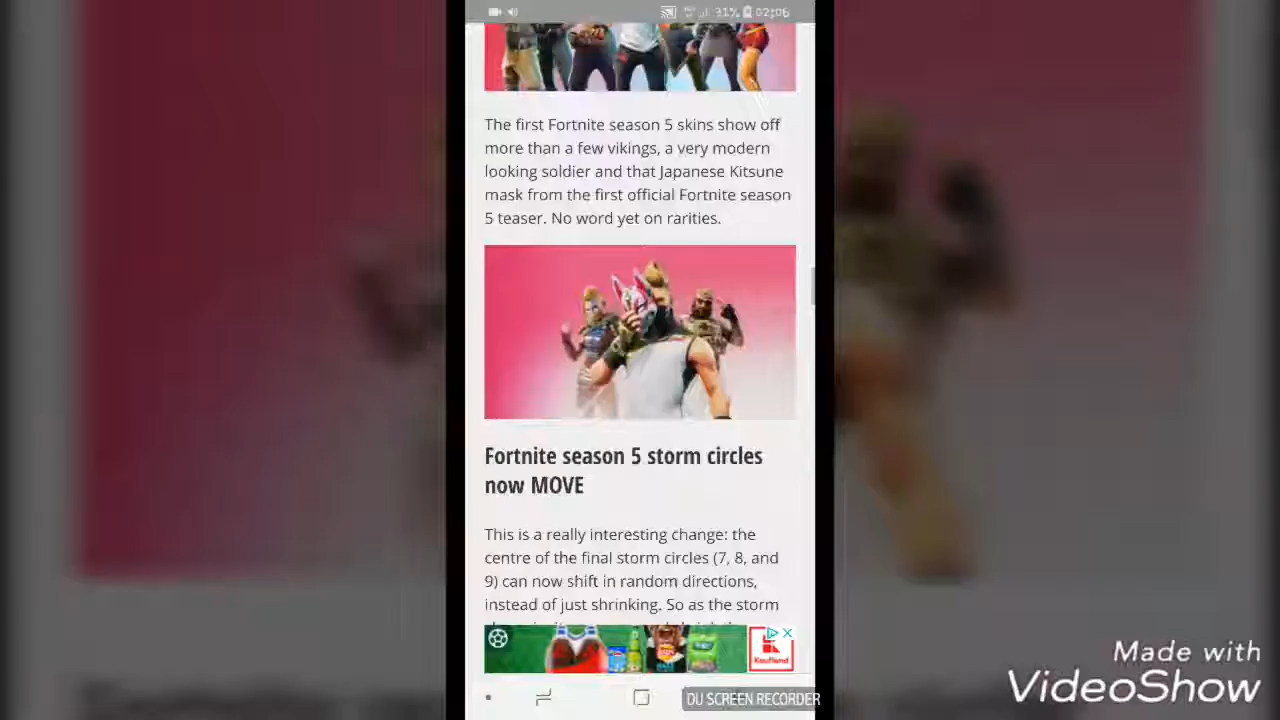 31% 02:06
The first Fortnite season 5 skins show off
more than a few vikings, a very modern
looking soldier and that Japanese Kitsune
mask from the first official Fortnite season
5 teaser. No word yet on rarities.
Fortnite season 5 storm circles
now MOVE
This is a really interesting change: the
centre of the final storm circles (7, 8, and
9) can now shift in random directions,
instead of just shrinking. So as the storm
Kaufland
DU SCREEN RECORDER
Made with
VideoShow